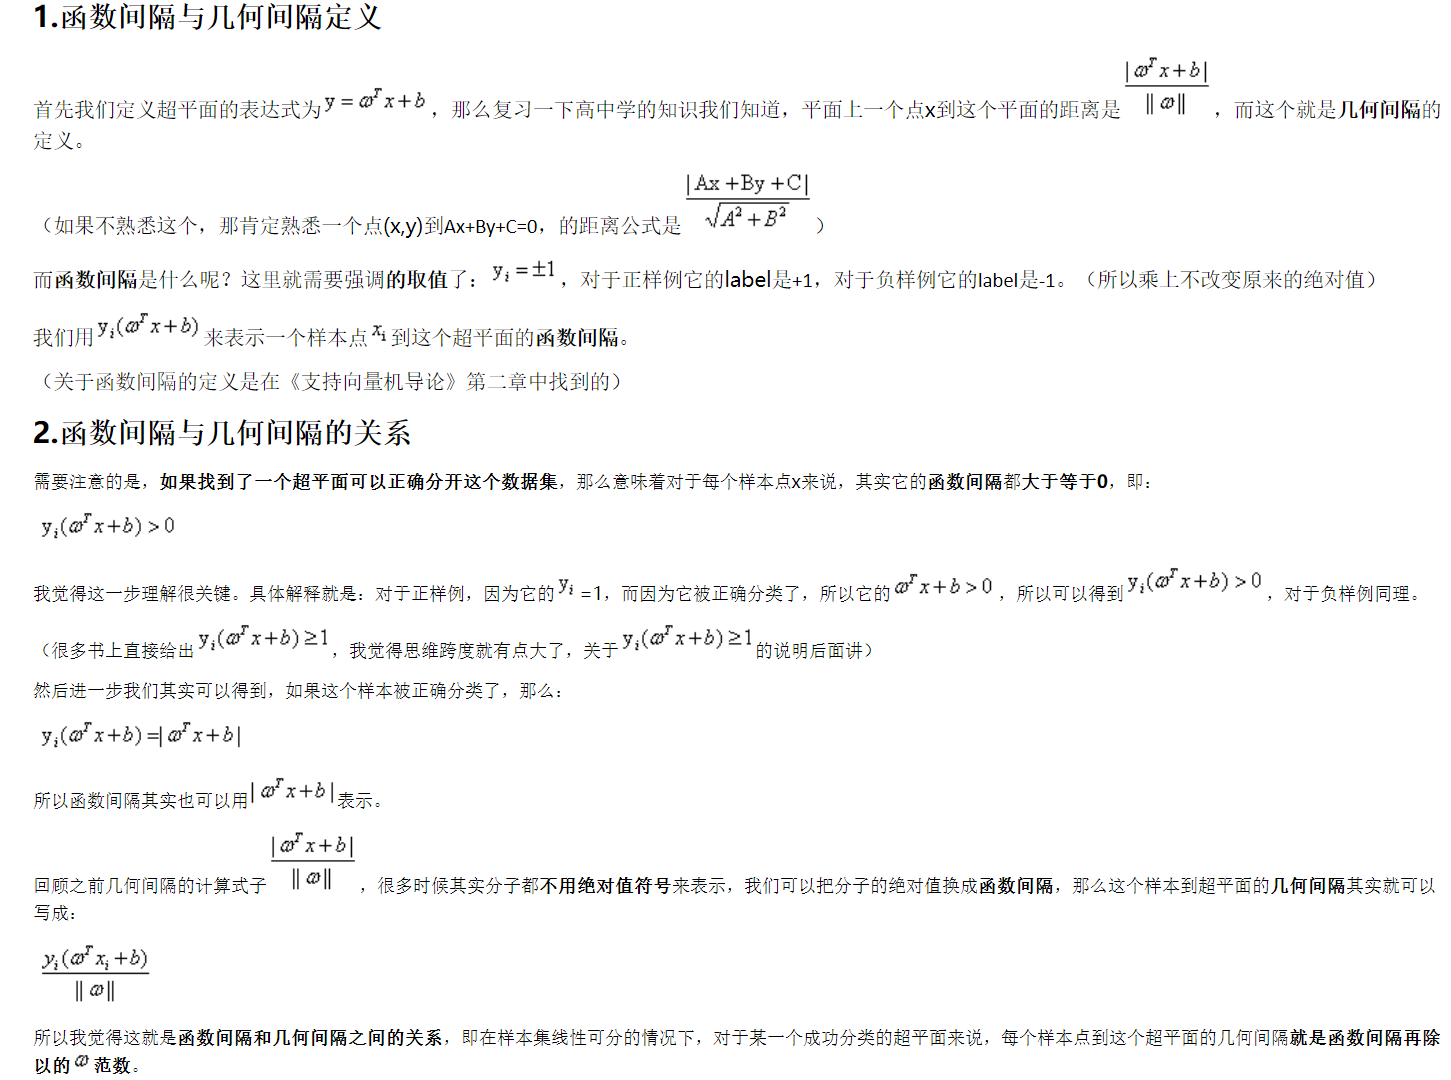 1.函数间隔与几何间隔定义
首先我们定义超平面的表达式为 y = ω^T x + b ，那么复习一下高中学的知识我们知道，平面上一个点x到这个平面的距离是 |ω^T x + b| / ||ω|| ，而这个就是几何间隔的
定义。
（如果不熟悉这个，那肯定熟悉一个点(x,y)到Ax+By+C=0，的距离公式是 |Ax+By+C| / √(A²+B²) ）
而函数间隔是什么呢？这里就需要强调的取值了： y_i = ±1 ，对于正样例它的label是+1，对于负样例它的label是-1。（所以乘上不改变原来的绝对值）
我们用 y_i(ω^T x + b) 来表示一个样本点 x_i 到这个超平面的函数间隔。
（关于函数间隔的定义是在《支持向量机导论》第二章中找到的）
2.函数间隔与几何间隔的关系
需要注意的是，如果找到了一个超平面可以正确分开这个数据集，那么意味着对于每个样本点x来说，其实它的函数间隔都大于等于0，即：
y_i(ω^T x + b) > 0
我觉得这一步理解很关键。具体解释就是：对于正样例，因为它的 y_i =1，而因为它被正确分类了，所以它的 ω^T x + b > 0 ，所以可以得到 y_i(ω^T x + b) > 0 ，对于负样例同理。
（很多书上直接给出 y_i(ω^T x + b) ≥ 1 ，我觉得思维跨度就有点大了，关于 y_i(ω^T x + b) ≥ 1 的说明后面讲）
然后进一步我们其实可以得到，如果这个样本被正确分类了，那么：
y_i(ω^T x + b) = |ω^T x + b|
所以函数间隔其实也可以用 |ω^T x + b| 表示。
回顾之前几何间隔的计算式子 |ω^T x + b| / ||ω|| ，很多时候其实分子都不用绝对值符号来表示，我们可以把分子的绝对值换成函数间隔，那么这个样本到超平面的几何间隔其实就可以
写成：
y_i(ω^T x_i + b) / ||ω||
所以我觉得这就是函数间隔和几何间隔之间的关系，即在样本集线性可分的情况下，对于某一个成功分类的超平面来说，每个样本点到这个超平面的几何间隔就是函数间隔再除
以的 ω 范数。